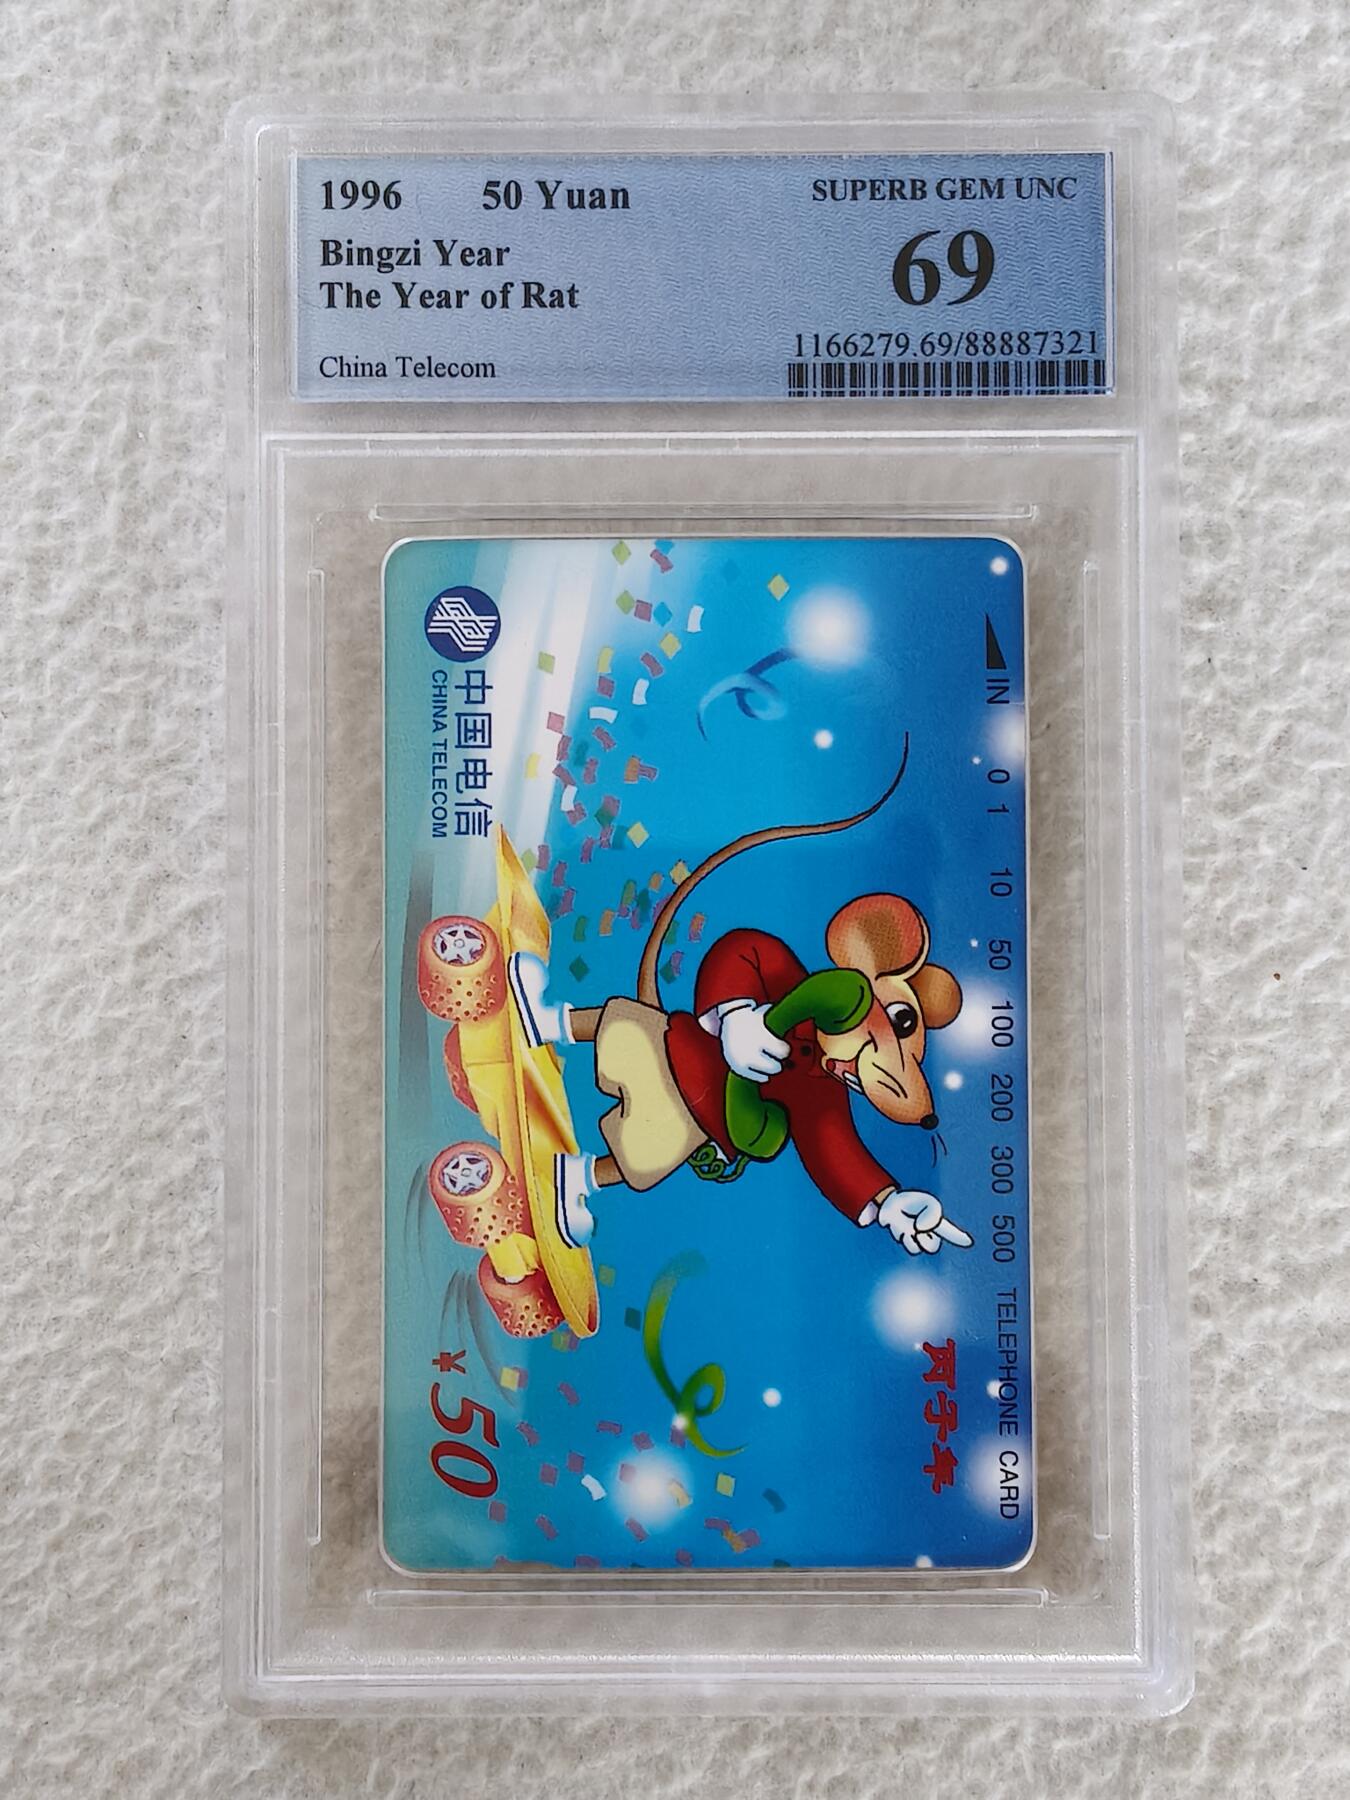 1996 50 Yuan
SUPERB GEM UNC
Bingzi Year
69
The Year of Rat
1166279.69/88887321
China Telecom
IN 0 1 10 50 100 200 300 500 TELEPHONE CARD
丙子年
中国电信
CHINA TELECOM
¥50